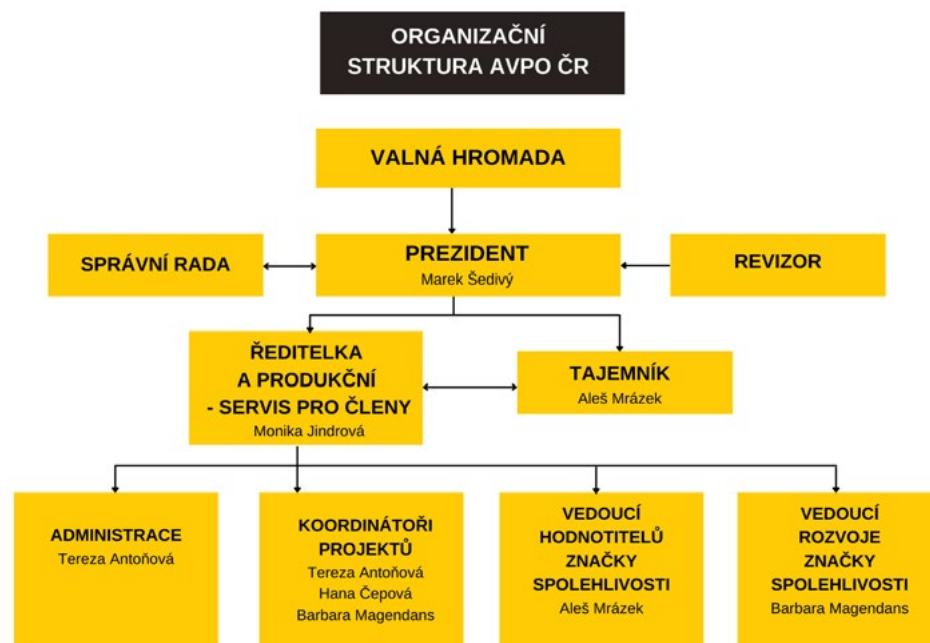 ORGANIZAČNÍ
STRUKTURA AVPO ČR
VALNÁ HROMADA
SPRÁVNÍ RADA
PREZIDENT
Marek Šedivý
REVIZOR
ŘEDITELKA
A PRODUKČNÍ
- SERVIS PRO ČLENY
Monika Jindrová
TAJEMNÍK
Aleš Mrázek
ADMINISTRACE
Tereza Antoňová
KOORDINÁTOŘI
PROJEKTŮ
Tereza Antoňová
Hana Čepová
Barbara Magendans
VEDOUCÍ
HODNOTITELŮ
ZNAČKY
SPOLEHLIVOSTI
Aleš Mrázek
VEDOUCÍ
ROZVOJE
ZNAČKY
SPOLEHLIVOSTI
Barbara Magendans